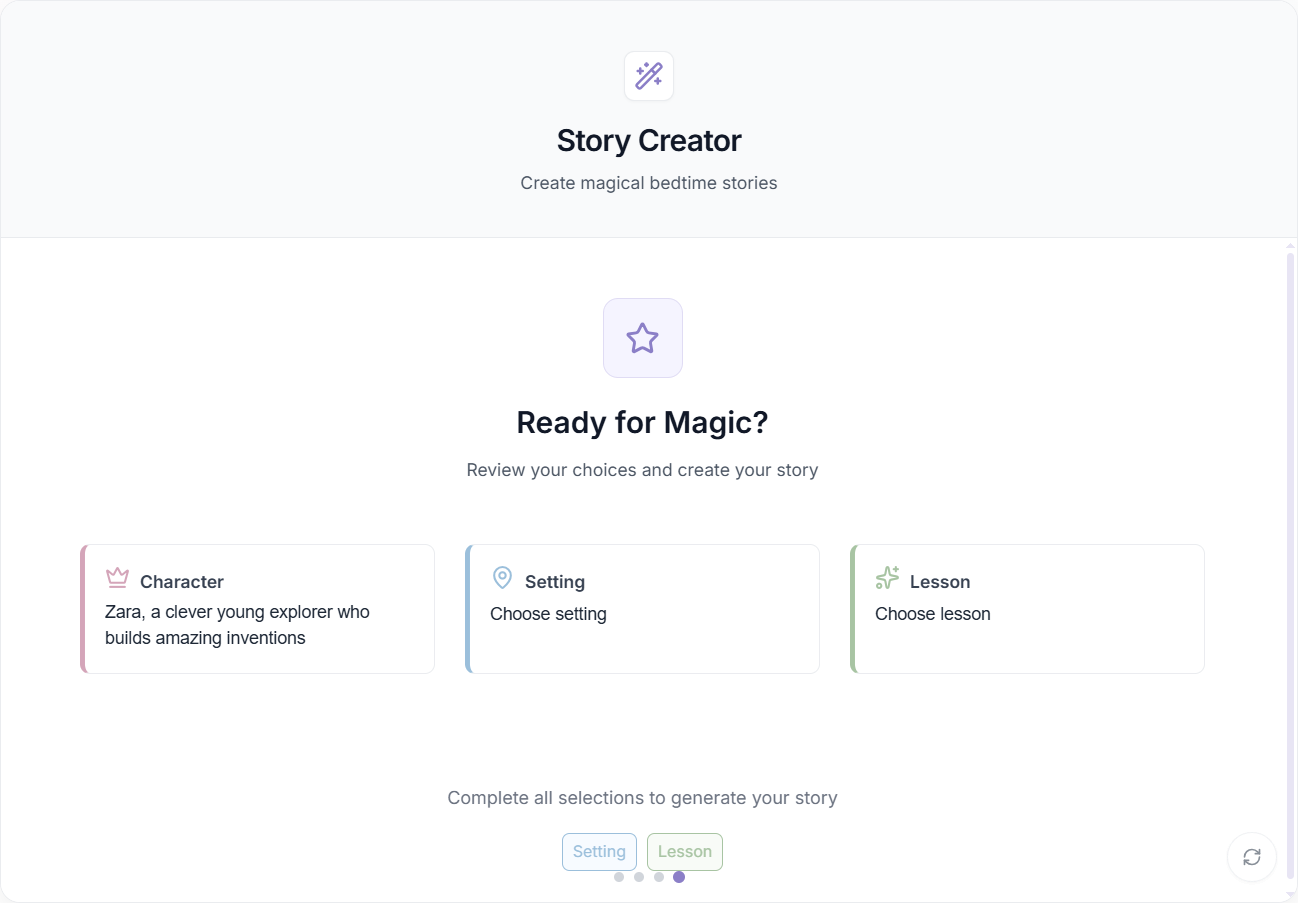 Story Creator
Create magical bedtime stories
Ready for Magic?
Review your choices and create your story
Character
Zara, a clever young explorer who
builds amazing inventions
Setting
Choose setting
Lesson
Choose lesson
Complete all selections to generate your story
Setting
Lesson